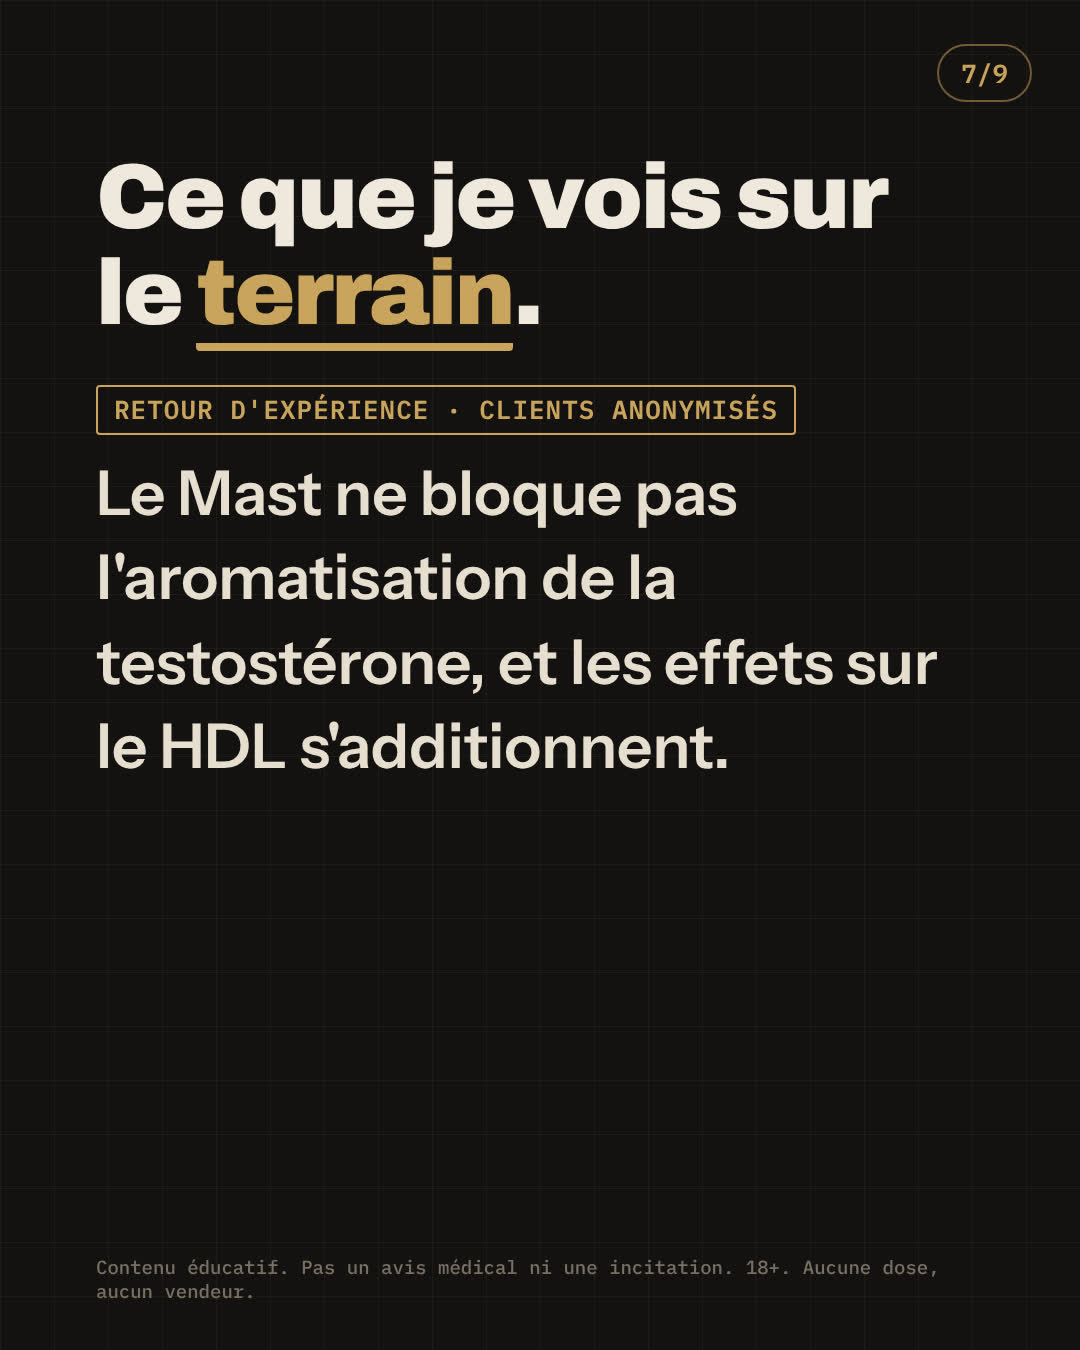 7/9
Ce que je vois sur
le terrain.
RETOUR D'EXPÉRIENCE · CLIENTS ANONYMISÉS
Le Mast ne bloque pas
l'aromatisation de la
testostérone, et les effets sur
le HDL s'additionnent.
Contenu éducatif. Pas un avis médical ni une incitation. 18+. Aucune dose,
aucun vendeur.